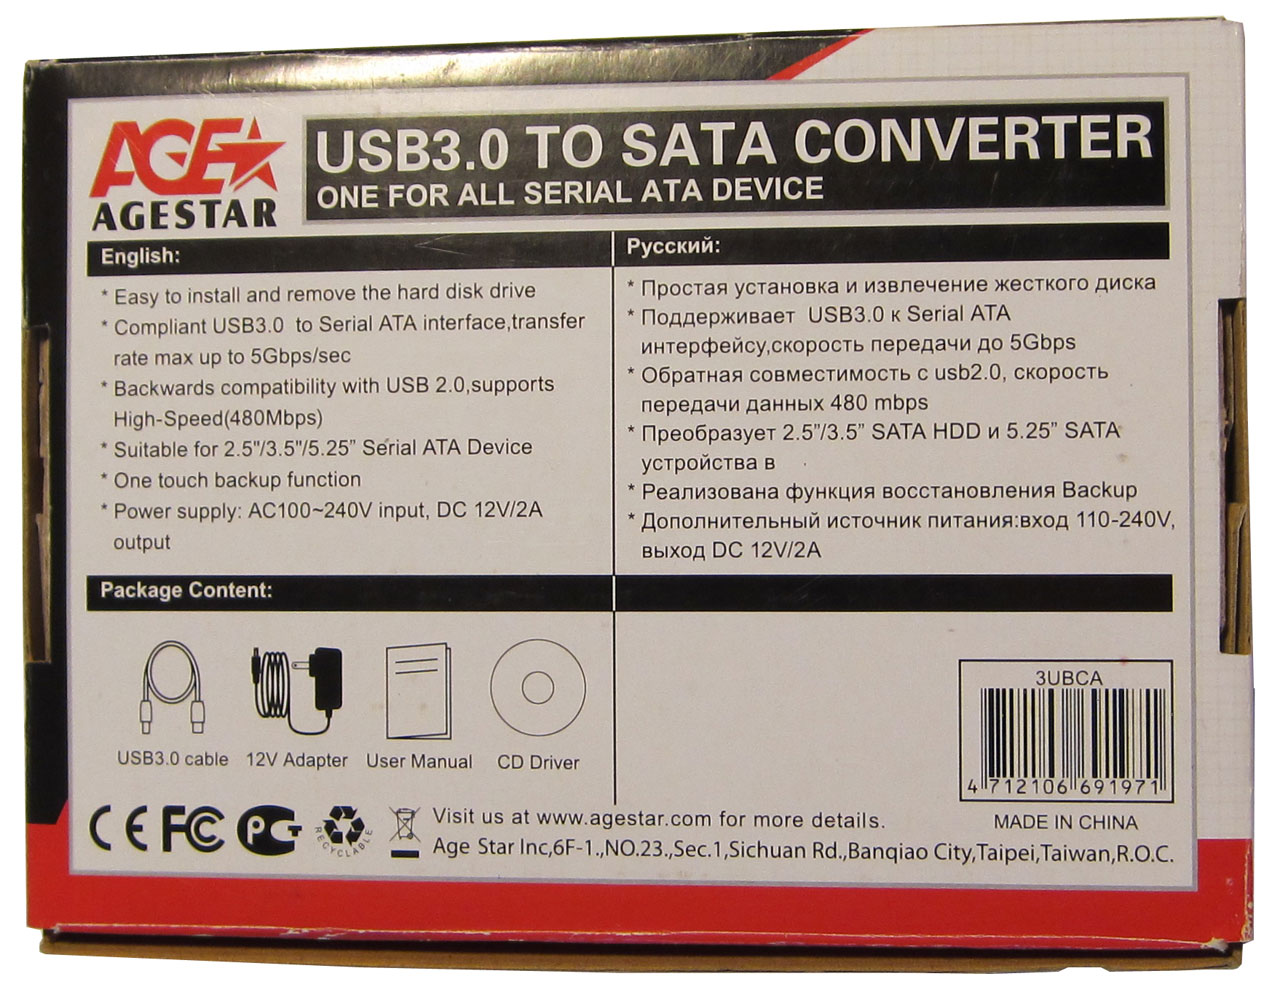 AGE
AGESTAR
USB3.0 TO SATA CONVERTER
ONE FOR ALL SERIAL ATA DEVICE
English:
* Easy to install and remove the hard disk drive
* Compliant USB3.0 to Serial ATA interface,transfer
rate max up to 5Gbps/sec
* Backwards compatibility with USB 2.0,supports
High-Speed(480Mbps)
* Suitable for 2.5"/3.5"/5.25" Serial ATA Device
* One touch backup function
* Power supply: AC100~240V input, DC 12V/2A
output
Русский:
* Простая установка и извлечение жесткого диска
* Поддерживает USB3.0 к Serial ATA
интерфейсу,скорость передачи до 5Gbps
* Обратная совместимость с usb2.0, скорость
передачи данных 480 mbps
* Преобразует 2.5"/3.5" SATA HDD и 5.25" SATA
устройства в
* Реализована функция восстановления Backup
* Дополнительный источник питания:вход 110-240V,
выход DC 12V/2A
Package Content:
USB3.0 cable 12V Adapter User Manual CD Driver
3UBCA
4 712106 691971
MADE IN CHINA
CE FC РСТ RECYCLABLE
Visit us at www.agestar.com for more details.
Age Star Inc,6F-1.,NO.23.,Sec.1,Sichuan Rd.,Banqiao City,Taipei,Taiwan,R.O.C.